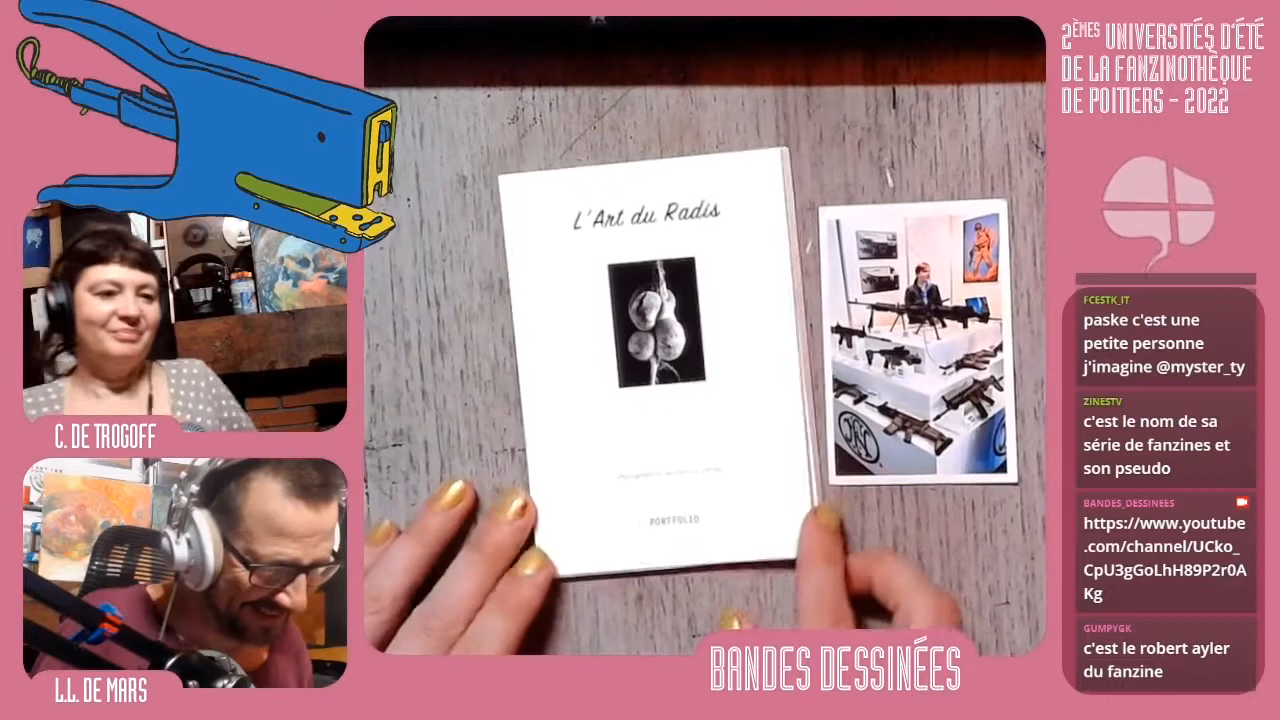 2ÈMES UNIVERSITÉS D'ÉTÉ
DE LA FANZINOTHÈQUE
DE POITIERS - 2022
L'Art du Radis
PORTFOLIO
FN
C. DE TROGOFF
L.L. DE MARS
BANDES DESSINÉES
FCESTK_IT
paske c'est une
petite personne
j'imagine @myster_ty
ZINESTV
c'est le nom de sa
série de fanzines et
son pseudo
BANDES_DESSINEES
https://www.youtube
.com/channel/UCko_
CpU3gGoLhH89P2r0A
Kg
GUMPYGK
c'est le robert ayler
du fanzine